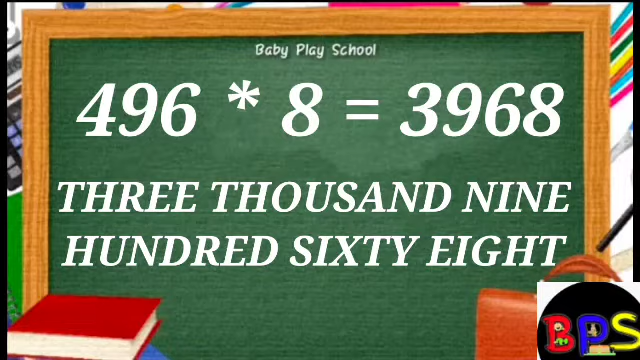 Baby Play School
496 * 8 = 3968
THREE THOUSAND NINE
HUNDRED SIXTY EIGHT
BPS